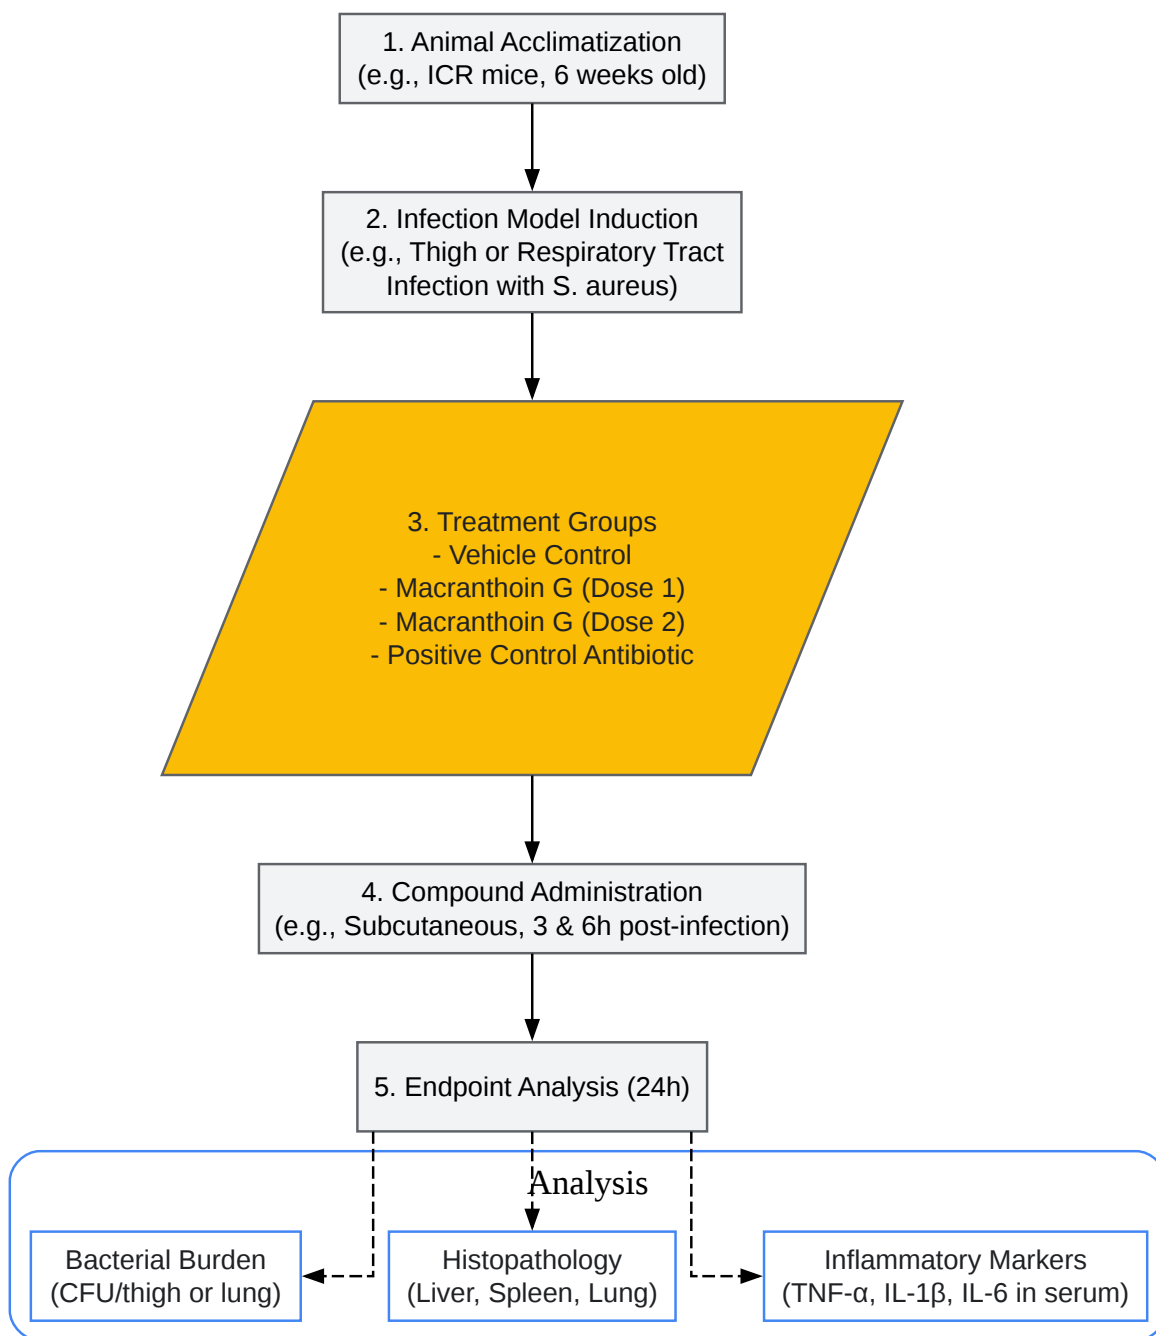 1. Animal Acclimatization
(e.g., ICR mice, 6 weeks old)
2. Infection Model Induction
(e.g., Thigh or Respiratory Tract
Infection with S. aureus)
3. Treatment Groups
- Vehicle Control
- Macranthoin G (Dose 1)
- Macranthoin G (Dose 2)
- Positive Control Antibiotic
4. Compound Administration
(e.g., Subcutaneous, 3 & 6h post-infection)
5. Endpoint Analysis (24h)
Analysis
Bacterial Burden
(CFU/thigh or lung)
Histopathology
(Liver, Spleen, Lung)
Inflammatory Markers
(TNF-α, IL-1β, IL-6 in serum)